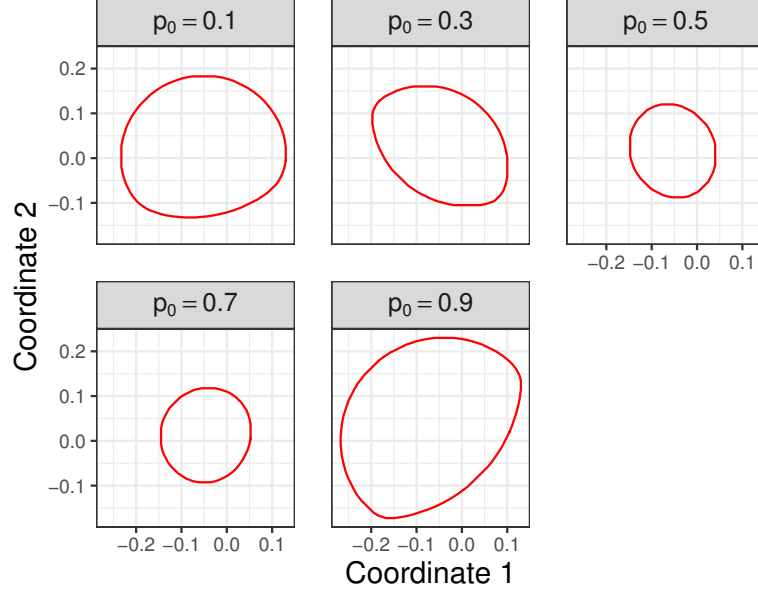 p₀ = 0.1
p₀ = 0.3
p₀ = 0.5
0.2
0.1
0.0
−0.1
−0.2 −0.1 0.0 0.1
p₀ = 0.7
p₀ = 0.9
0.2
0.1
0.0
−0.1
−0.2 −0.1 0.0 0.1
−0.2 −0.1 0.0 0.1
Coordinate 1
Coordinate 2